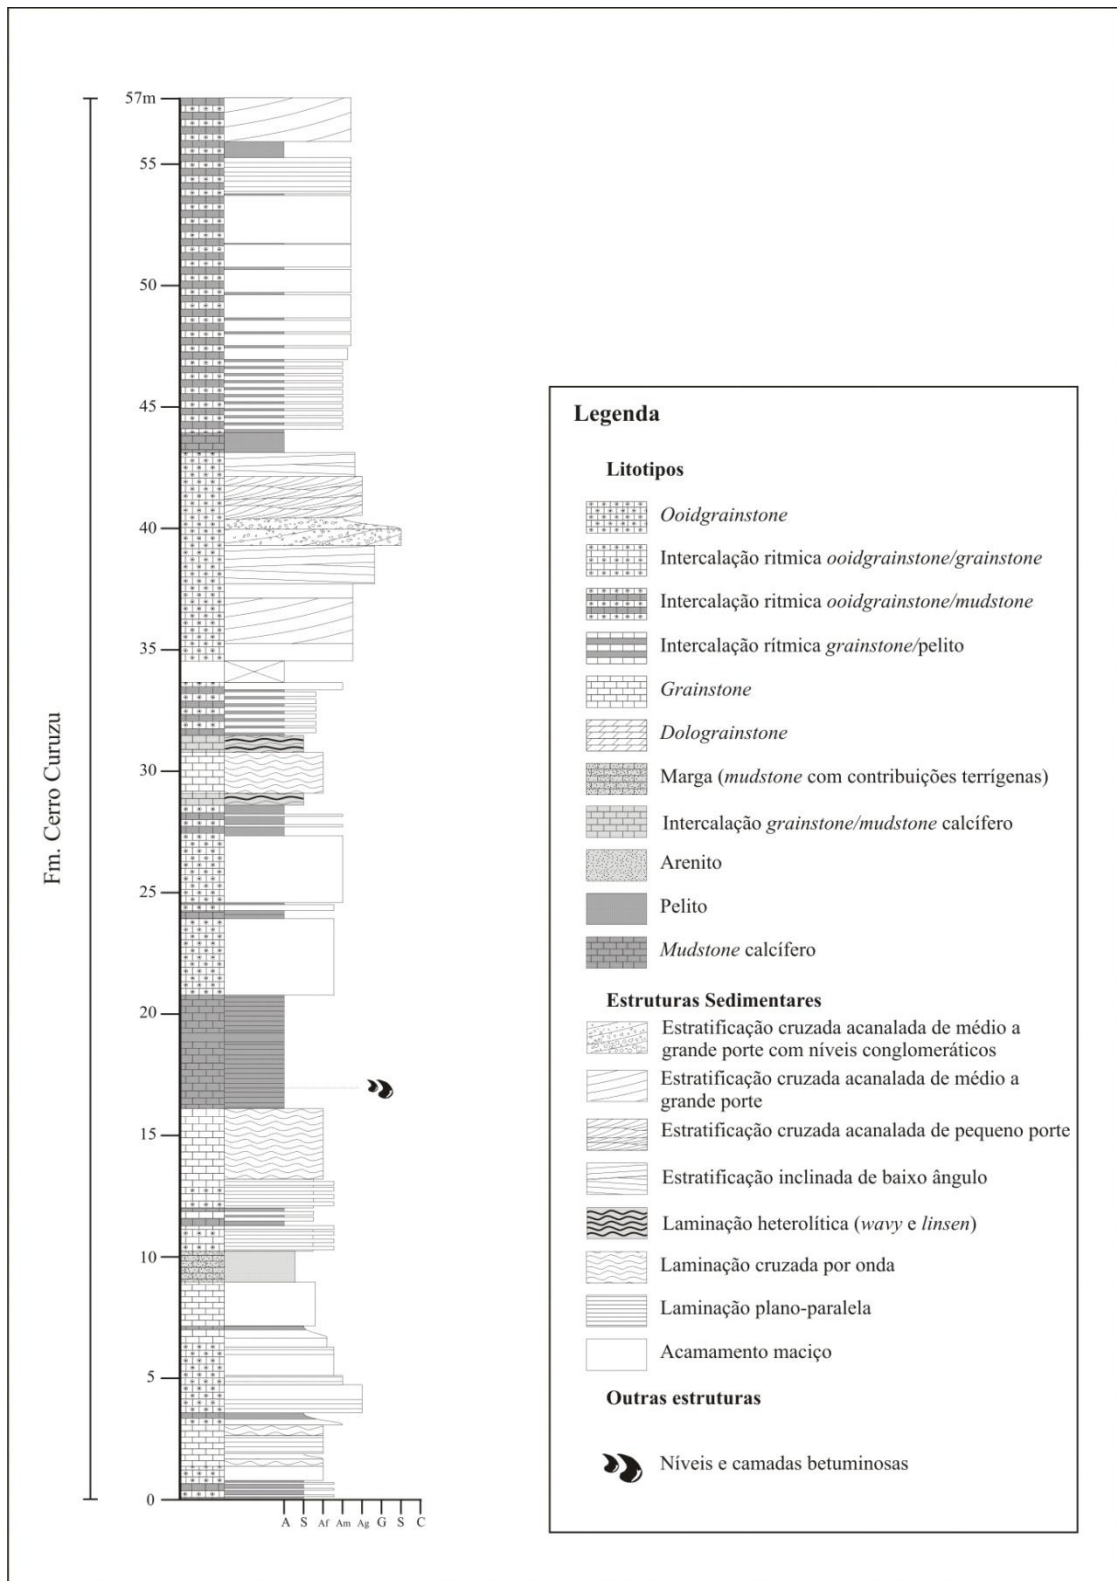 57m
55
50
45
40
35
30
25
20
15
10
5
0
Fm. Cerro Curuzu
A S Af Am Ag G S C
Legenda
Litotipos
Ooidgrainstone
Intercalação ritmica ooidgrainstone/grainstone
Intercalação ritmica ooidgrainstone/mudstone
Intercalação rítmica grainstone/pelito
Grainstone
Dolograinstone
Marga (mudstone com contribuições terrígenas)
Intercalação grainstone/mudstone calcífero
Arenito
Pelito
Mudstone calcífero
Estruturas Sedimentares
Estratificação cruzada acanalada de médio a
grande porte com níveis conglomeráticos
Estratificação cruzada acanalada de médio a
grande porte
Estratificação cruzada acanalada de pequeno porte
Estratificação inclinada de baixo ângulo
Laminação heterolítica (wavy e linsen)
Laminação cruzada por onda
Laminação plano-paralela
Acamamento maciço
Outras estruturas
Níveis e camadas betuminosas